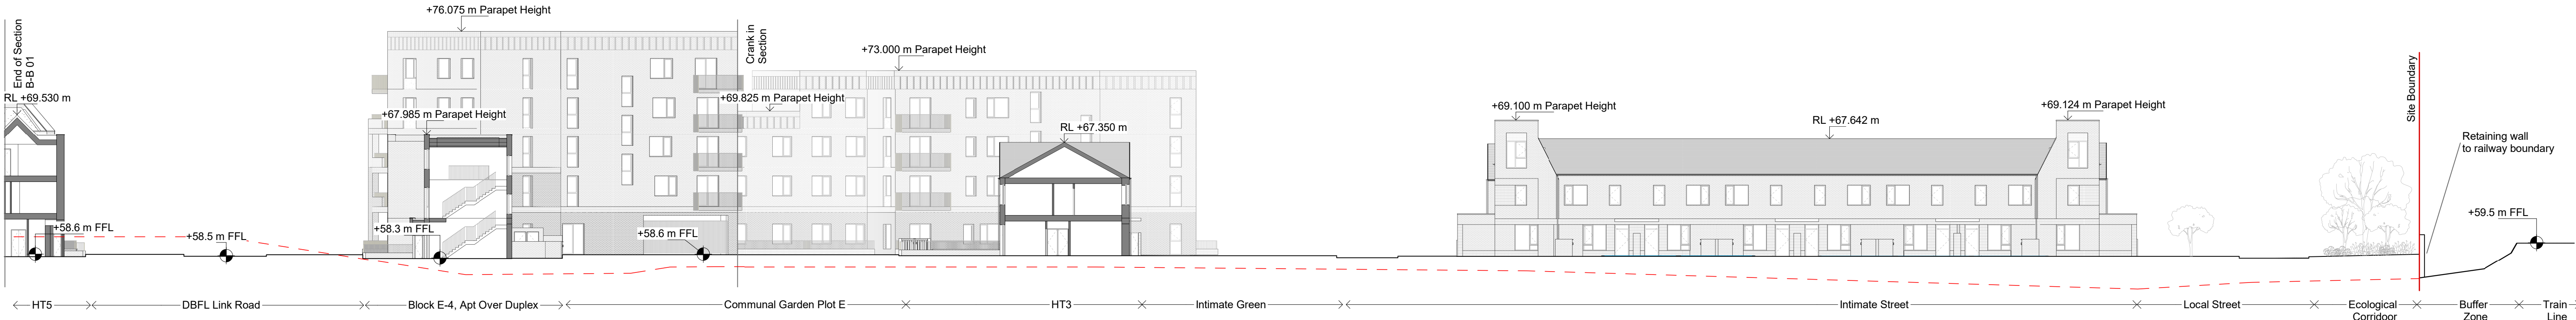 +76.075 m Parapet Height
End of Section
B-B 01
Crank in
Section
+73.000 m Parapet Height
RL +69.530 m
+69.825 m Parapet Height
+67.985 m Parapet Height
RL +67.350 m
+69.100 m Parapet Height
RL +67.642 m
+69.124 m Parapet Height
Site Boundary
Retaining wall
to railway boundary
+58.6 m FFL
+58.5 m FFL
+58.3 m FFL
+58.6 m FFL
+59.5 m FFL
HT5
DBFL Link Road
Block E-4, Apt Over Duplex
Communal Garden Plot E
HT3
Intimate Green
Intimate Street
Local Street
Ecological
Corridoor
Buffer
Zone
Train
Line